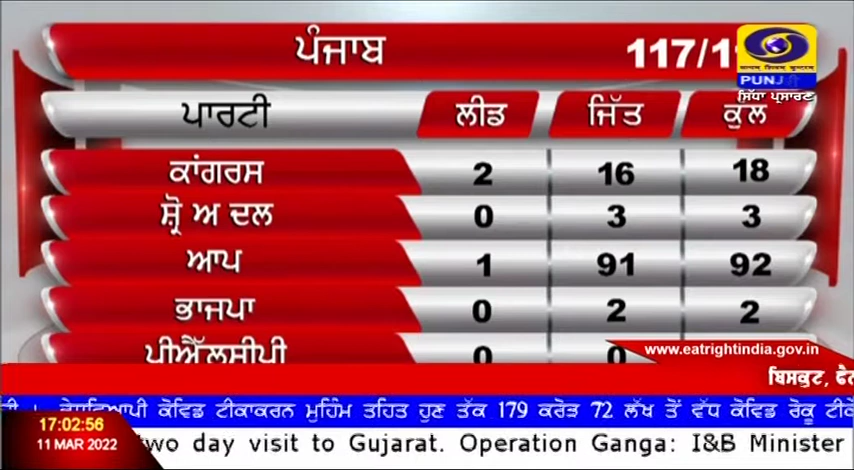 ਪੰਜਾਬ 117/1
PUNJ
ਸਿੱਧਾ ਪ੍ਰਸਾਰਣ
ਪਾਰਟੀ ਲੀਡ ਜਿੱਤ ਕੁਲ
ਕਾਂਗਰਸ 2 16 18
ਸ਼੍ਰੋ ਅ ਦਲ 0 3 3
ਆਪ 1 91 92
ਭਾਜਪਾ 0 2 2
ਪੀਐੱਲਸੀਪੀ 0 0
www.eatrightindia.gov.in
ਬਿਸਕੁਟ,
ਕੋਵਿਡ ਟੀਕਾਕਰਨ ਮੁਹਿੰਮ ਤਹਿਤ ਹੁਣ ਤੱਕ 179 ਕਰੋੜ 72 ਲੱਖ ਤੋਂ ਵੱਧ ਕੋਵਿਡ ਰੋਕੂ
17:02:56
11 MAR 2022
two day visit to Gujarat. Operation Ganga: I&B Minister